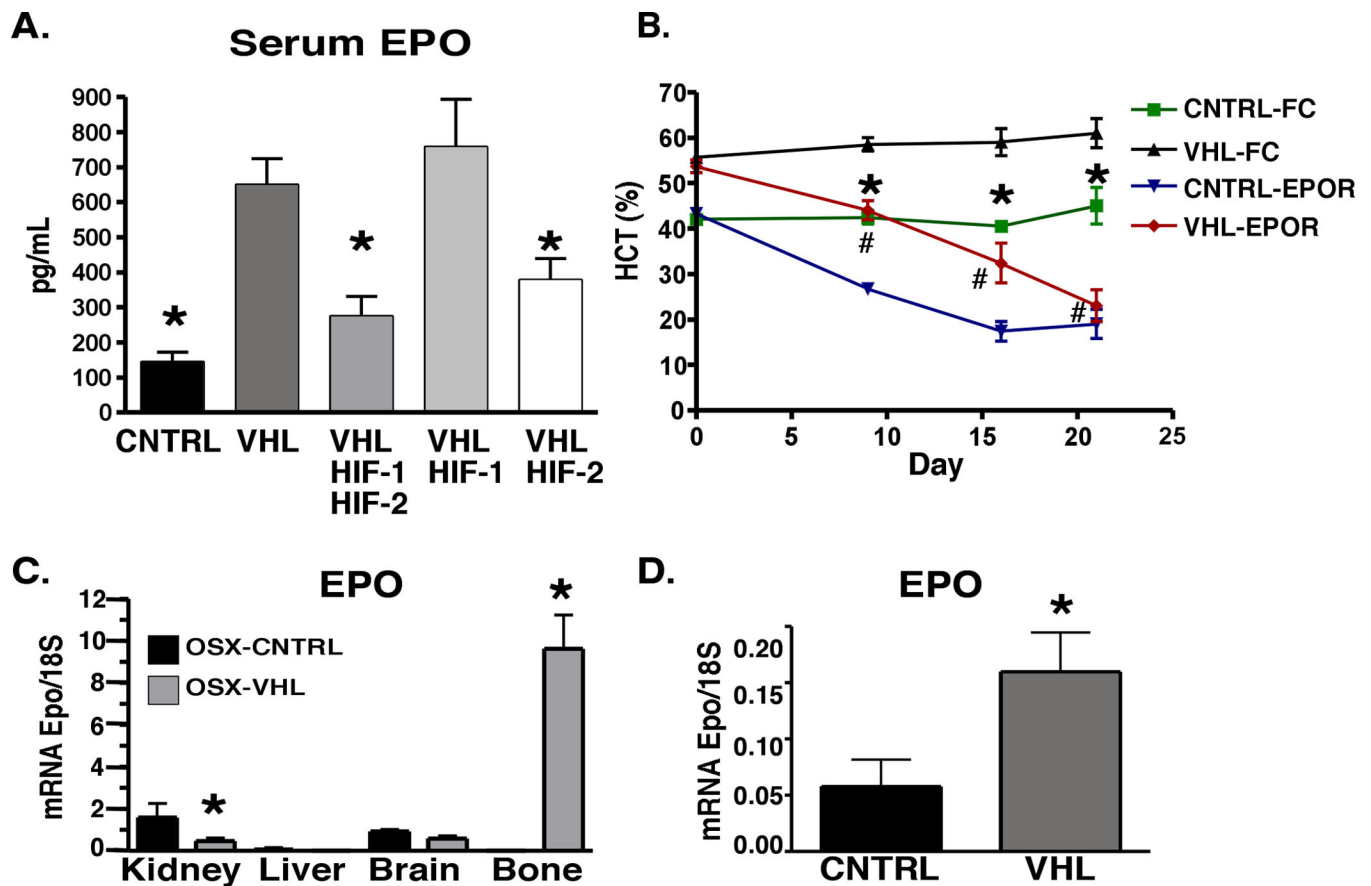 A.
Serum EPO
pg/mL
900
800
700
600
500
400
300
200
100
0
*
*
*
CNTRL VHL VHL VHL VHL
HIF-1 HIF-1 HIF-2
HIF-2
B.
HCT (%)
70
60
50
40
30
20
10
0
* * *
# # #
0 5 10 15 20 25
Day
CNTRL-FC
VHL-FC
CNTRL-EPOR
VHL-EPOR
C.
EPO
mRNA Epo/18S
12
10
8
6
4
2
0
OSX-CNTRL
OSX-VHL
*
*
Kidney Liver Brain Bone
D.
EPO
mRNA Epo/18S
0.20
0.15
0.10
0.05
0.00
*
CNTRL VHL